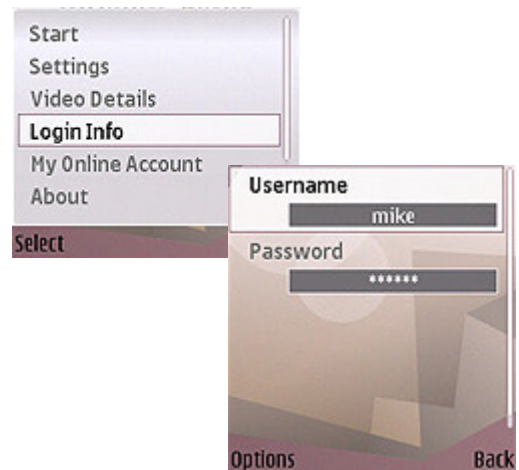 Start
Settings
Video Details
Login Info
My Online Account
About
Select
Username
mike
Password
******
Options
Back